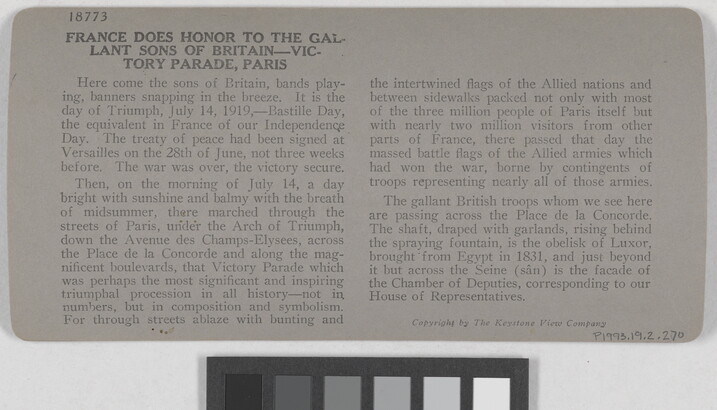 18773
FRANCE DOES HONOR TO THE GAL-
LANT SONS OF BRITAIN—VIC-
TORY PARADE, PARIS
Here come the sons of Britain, bands play-
ing, banners snapping in the breeze. It is the
day of Triumph, July 14, 1919,—Bastille Day,
the equivalent in France of our Independence
Day. The treaty of peace had been signed at
Versailles on the 28th of June, not three weeks
before. The war was over, the victory secure.
Then, on the morning of July 14, a day
bright with sunshine and balmy with the breath
of midsummer, there marched through the
streets of Paris, under the Arch of Triumph,
down the Avenue des Champs-Elysees, across
the Place de la Concorde and along the mag-
nificent boulevards, that Victory Parade which
was perhaps the most significant and inspiring
triumphal procession in all history—not in
numbers, but in composition and symbolism.
For through streets ablaze with bunting and
the intertwined flags of the Allied nations and
between sidewalks packed not only with most
of the three million people of Paris itself but
with nearly two million visitors from other
parts of France, there passed that day the
massed battle flags of the Allied armies which
had won the war, borne by contingents of
troops representing nearly all of those armies.
The gallant British troops whom we see here
are passing across the Place de la Concorde.
The shaft, draped with garlands, rising behind
the spraying fountain, is the obelisk of Luxor,
brought from Egypt in 1831, and just beyond
it but across the Seine (sân) is the facade of
the Chamber of Deputies, corresponding to our
House of Representatives.
Copyright by The Keystone View Company
P1993.19.2.270